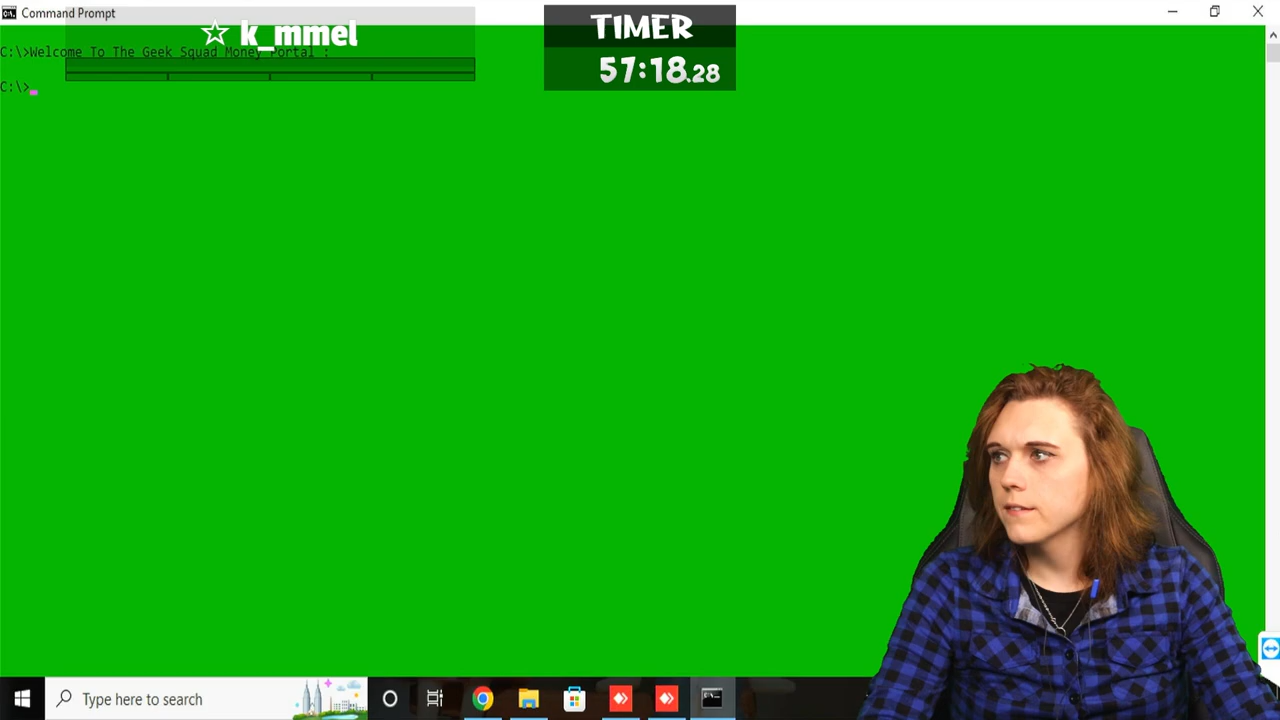 Command Prompt
☆ k_mmel
C:\>Welcome To The Geek Squad Money Portal :
C:\>
TIMER
57:18.28
Type here to search